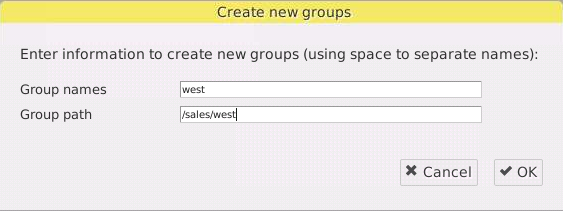 Create new groups
Enter information to create new groups (using space to separate names):
Group names west
Group path /sales/west
Cancel OK